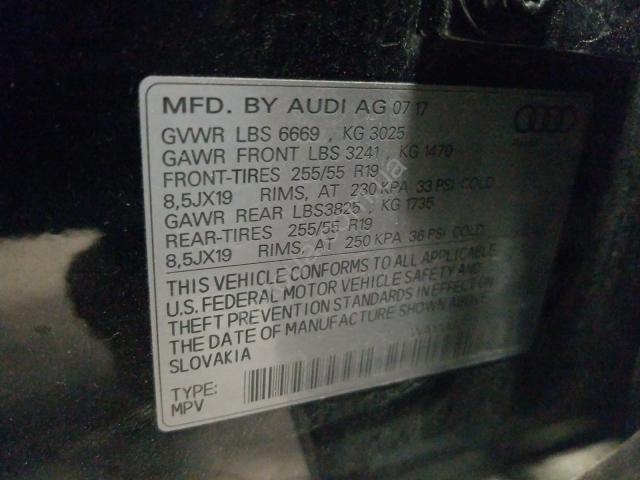 MFD. BY AUDI AG 07 17
GVWR LBS 6669 , KG 3025
GAWR FRONT LBS 3241, KG 1470
FRONT-TIRES 255/55 R19
8,5JX19 RIMS, AT 230 KPA 33 PSI COLD
GAWR REAR LBS3825, KG 1735
REAR-TIRES 255/55 R19
8,5JX19 RIMS, AT 250 KPA 36 PSI COLD.
THIS VEHICLE CONFORMS TO ALL APPLICABLE
U.S. FEDERAL MOTOR VEHICLE SAFETY AND
THEFT PREVENTION STANDARDS IN EFFECT ON
THE DATE OF MANUFACTURE SHOWN ABOVE.
SLOVAKIA
TYPE:
MPV